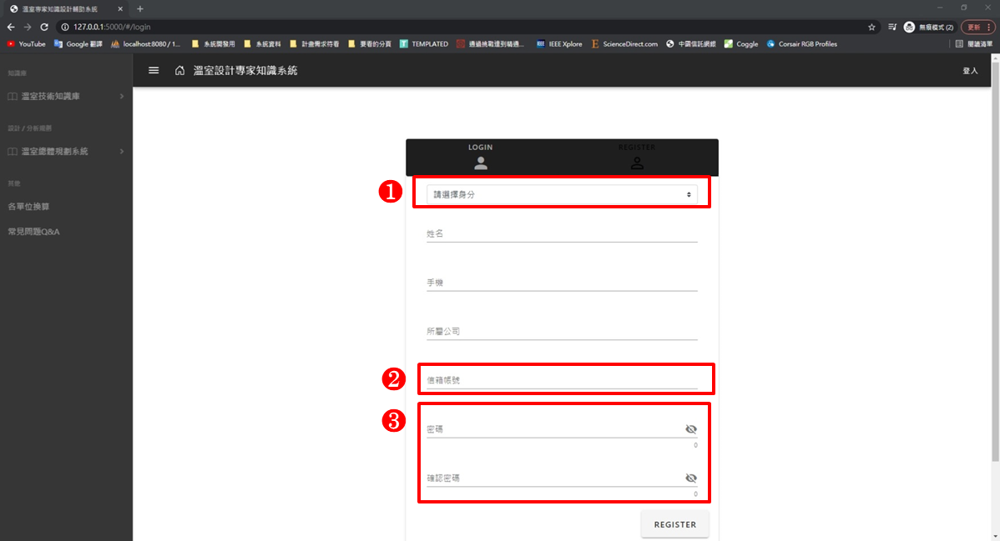 溫室專家知識設計輔助系統
127.0.0.1:5000/#/login
無痕模式 (2)
更新
YouTube
Google 翻譯
localhost:8080 / 1...
系統開發用
系統資料
計畫需求待看
要看的分頁
TEMPLATED
通過挑戰達到精通...
IEEE Xplore
ScienceDirect.com
中國信託網銀
Coggle
Corsair RGB Profiles
閱讀清單
知識庫
溫室技術知識庫
設計 / 分析規劃
溫室總體規劃系統
其他
各單位換算
常見問題Q&A
溫室設計專家知識系統
登入
LOGIN
REGISTER
1
請選擇身分
姓名
手機
所屬公司
2
信箱帳號
3
密碼
0
確認密碼
0
REGISTER